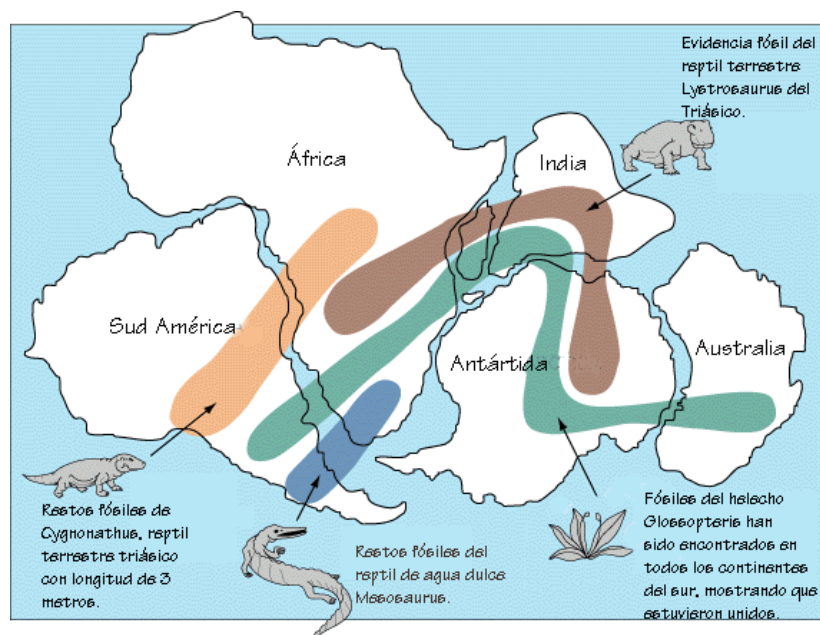 Evidencia fósil del
reptil terrestre
Lystrosaurus del
Triásico.
África
India
Sud América
Antártida
Australia
Restos fósiles de
Cygnonathus, reptil
terrestre triásico
con longitud de 3
metros.
Restos fósiles del
reptil de agua dulce
Mesosaurus.
Fósiles del helecho
Glossopteris han
sido encontrados en
todos los continentes
del sur, mostrando que
estuvieron unidos.